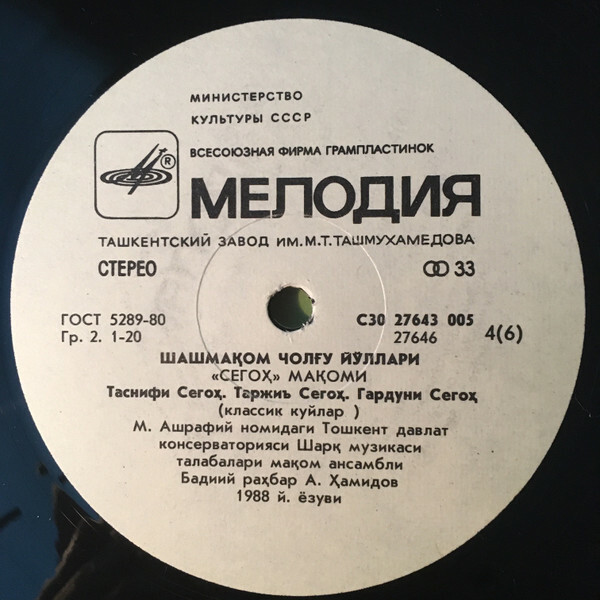 МИНИСТЕРСТВО
КУЛЬТУРЫ СССР
ВСЕСОЮЗНАЯ ФИРМА ГРАМПЛАСТИНОК
®
МЕЛОДИЯ
ТАШКЕНТСКИЙ ЗАВОД ИМ.М.Т.ТАШМУХАМЕДОВА
СТЕРЕО 33
ГОСТ 5289-80 С30 27643 005
Гр. 2. 1-20 27646 4(6)
ШАШМАҚОМ ЧОЛҒУ ЙЎЛЛАРИ
«СЕГОҲ» МАҚОМИ
Таснифи Сегоҳ. Таржиъ Сегоҳ. Гардуни Сегоҳ
(классик куйлар )
М. Ашрафий номидаги Тошкент давлат
консерваторияси Шарқ музикаси
талабалари мақом ансамбли
Бадиий раҳбар А. Ҳамидов
1988 й. ёзуви